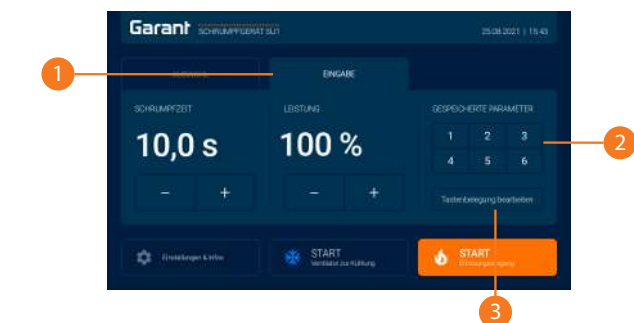 Garant SCHRUMPFGERÄT SU1
25.08.2021 | 15:43
1
EINGABE
SCHRUMPFZEIT
LEISTUNG
GESPEICHERTE PARAMETER
10,0 s
100 %
1 2 3
4 5 6
2
- +
- +
Tastenbelegung bearbeiten
Einstellungen & Infos
START
Ventilator zur Kühlung
START
3